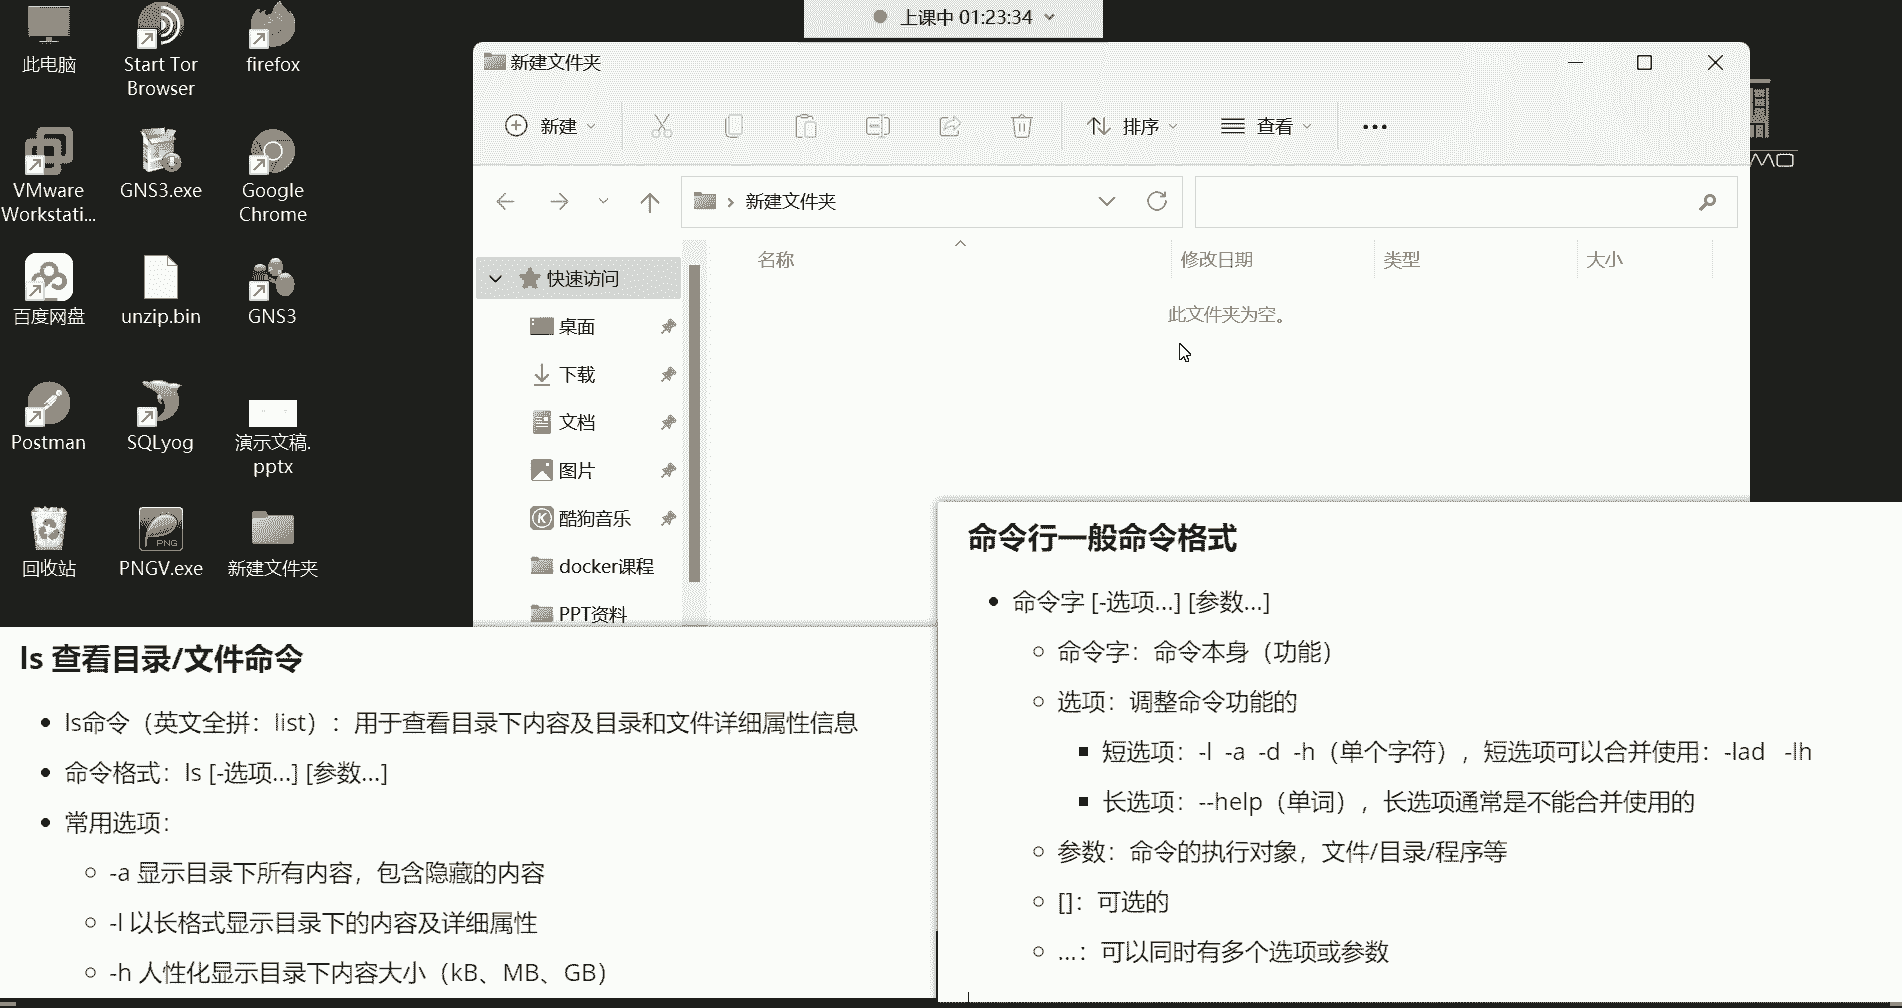 上课中 01:23:34
此电脑
Start Tor
Browser
firefox
VMware
Workstati...
GNS3.exe
Google
Chrome
百度网盘
unzip.bin
GNS3
Postman
SQLyog
演示文稿.
pptx
回收站
PNGV.exe
新建文件夹
新建文件夹
新建
排序
查看
新建文件夹
名称
修改日期
类型
大小
此文件夹为空。
快速访问
桌面
下载
文档
图片
酷狗音乐
docker课程
PPT资料
ls 查看目录/文件命令
ls命令（英文全拼：list）：用于查看目录下内容及目录和文件详细属性信息
命令格式：ls [-选项...] [参数...]
常用选项：
-a 显示目录下所有内容，包含隐藏的内容
-l 以长格式显示目录下的内容及详细属性
-h 人性化显示目录下内容大小（kB、MB、GB）
命令行一般命令格式
命令字 [-选项...] [参数...]
命令字：命令本身（功能）
选项：调整命令功能的
短选项：-l -a -d -h（单个字符），短选项可以合并使用：-lad -lh
长选项：--help（单词），长选项通常是不能合并使用的
参数：命令的执行对象，文件/目录/程序等
[]：可选的
...：可以同时有多个选项或参数